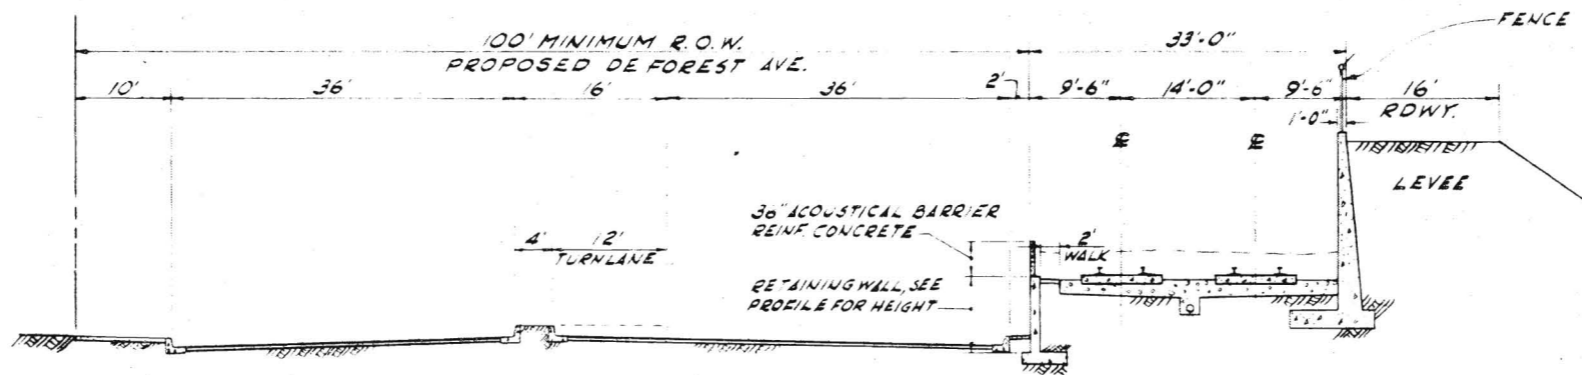 FENCE
100' MINIMUM R.O.W.
33'-0"
PROPOSED DE FOREST AVE.
10'
36'
16'
36'
2'
9'-6"
14'-0"
9'-6"
16'
1'-0"
RDWY.
℄
℄
LEVEE
36" ACOUSTICAL BARRIER
REINF. CONCRETE
4'
12'
2'
TURNLANE
WALK
RETAINING WALL, SEE
PROFILE FOR HEIGHT